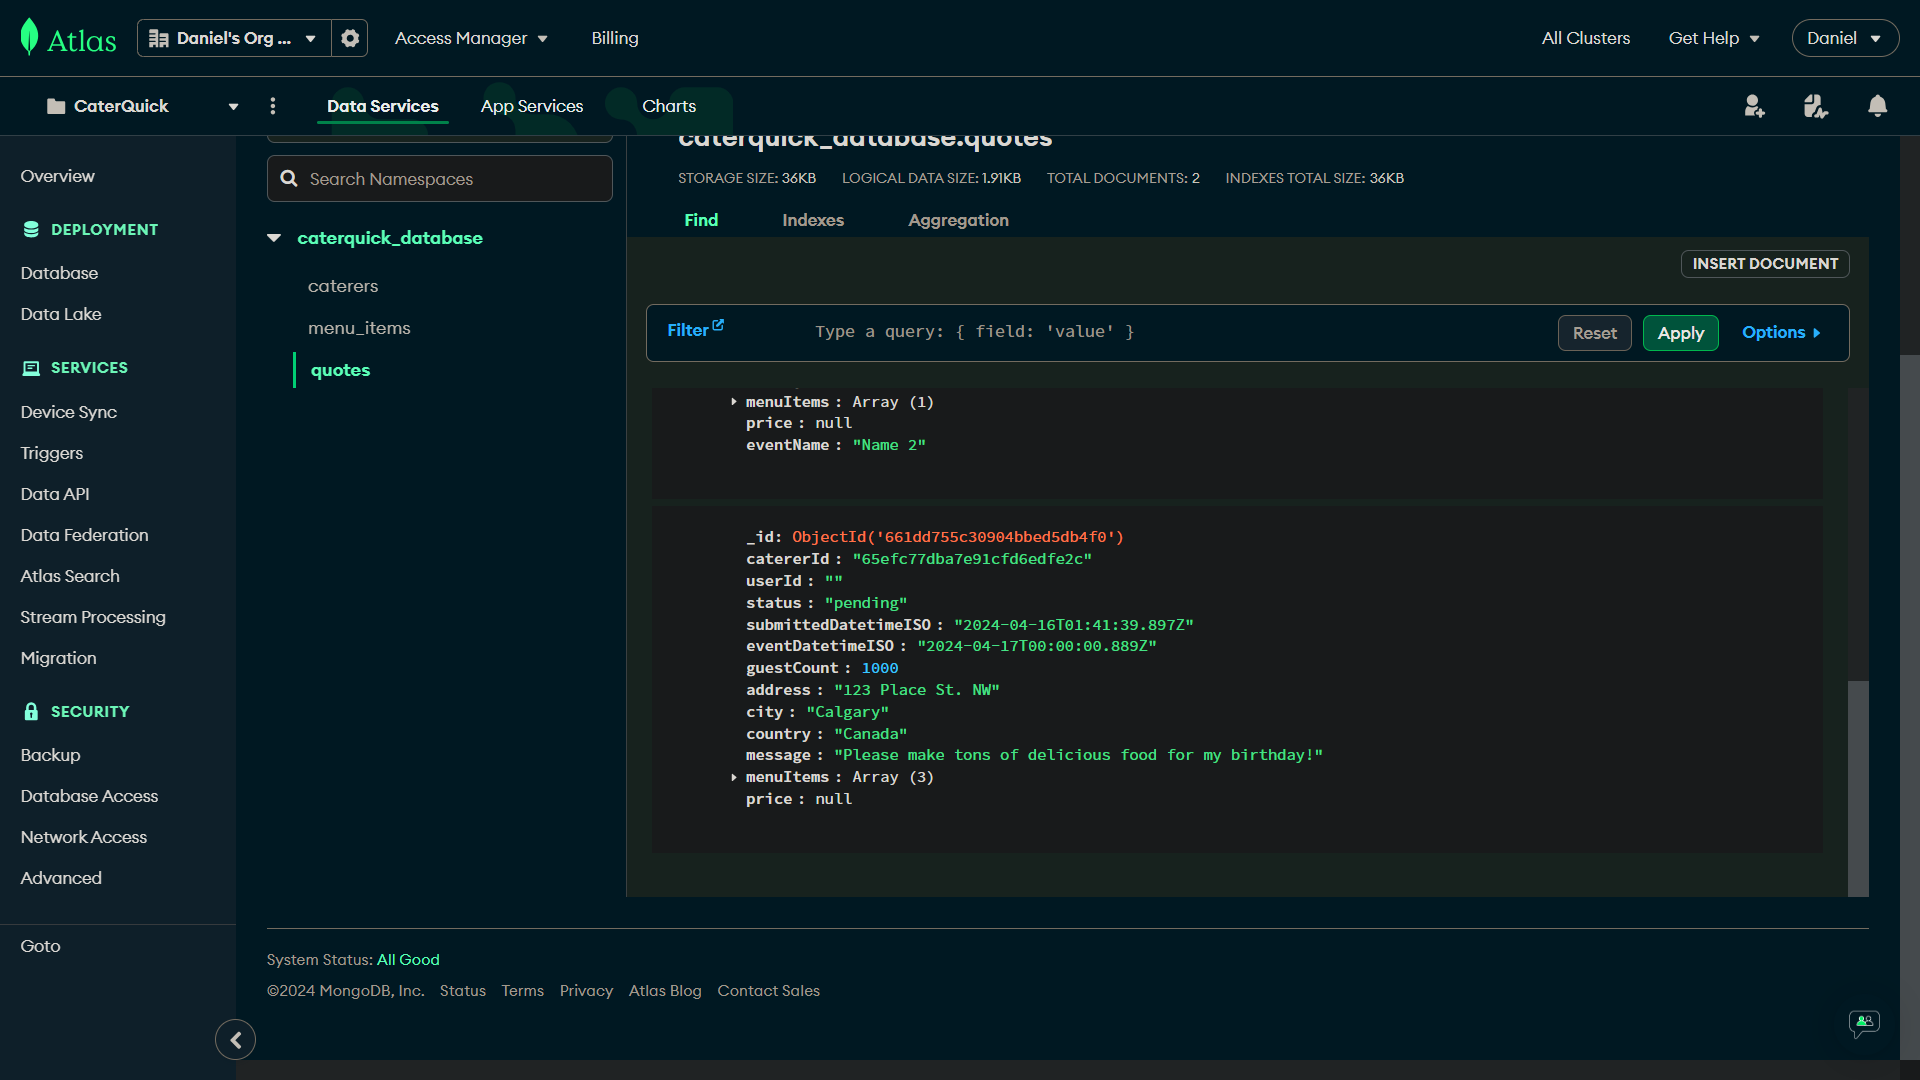 Atlas
Daniel's Org ...
Access Manager
Billing
All Clusters
Get Help
Daniel
CaterQuick
Data Services
App Services
Charts
Overview
DEPLOYMENT
Database
Data Lake
SERVICES
Device Sync
Triggers
Data API
Data Federation
Atlas Search
Stream Processing
Migration
SECURITY
Backup
Database Access
Network Access
Advanced
Goto
Search Namespaces
caterquick_database
caterers
menu_items
quotes
caterquick_database.quotes
STORAGE SIZE: 36KB LOGICAL DATA SIZE: 1.91KB TOTAL DOCUMENTS: 2 INDEXES TOTAL SIZE: 36KB
Find Indexes Aggregation
INSERT DOCUMENT
Filter Type a query: { field: 'value' } Reset Apply Options
menuItems : Array (1)
price : null
eventName : "Name 2"
_id: ObjectId('661dd755c30904bbed5db4f0')
catererId : "65efc77dba7e91cfd6edfe2c"
userId : ""
status : "pending"
submittedDatetimeISO : "2024-04-16T01:41:39.897Z"
eventDatetimeISO : "2024-04-17T00:00:00.889Z"
guestCount : 1000
address : "123 Place St. NW"
city : "Calgary"
country : "Canada"
message : "Please make tons of delicious food for my birthday!"
menuItems : Array (3)
price : null
System Status: All Good
©2024 MongoDB, Inc. Status Terms Privacy Atlas Blog Contact Sales